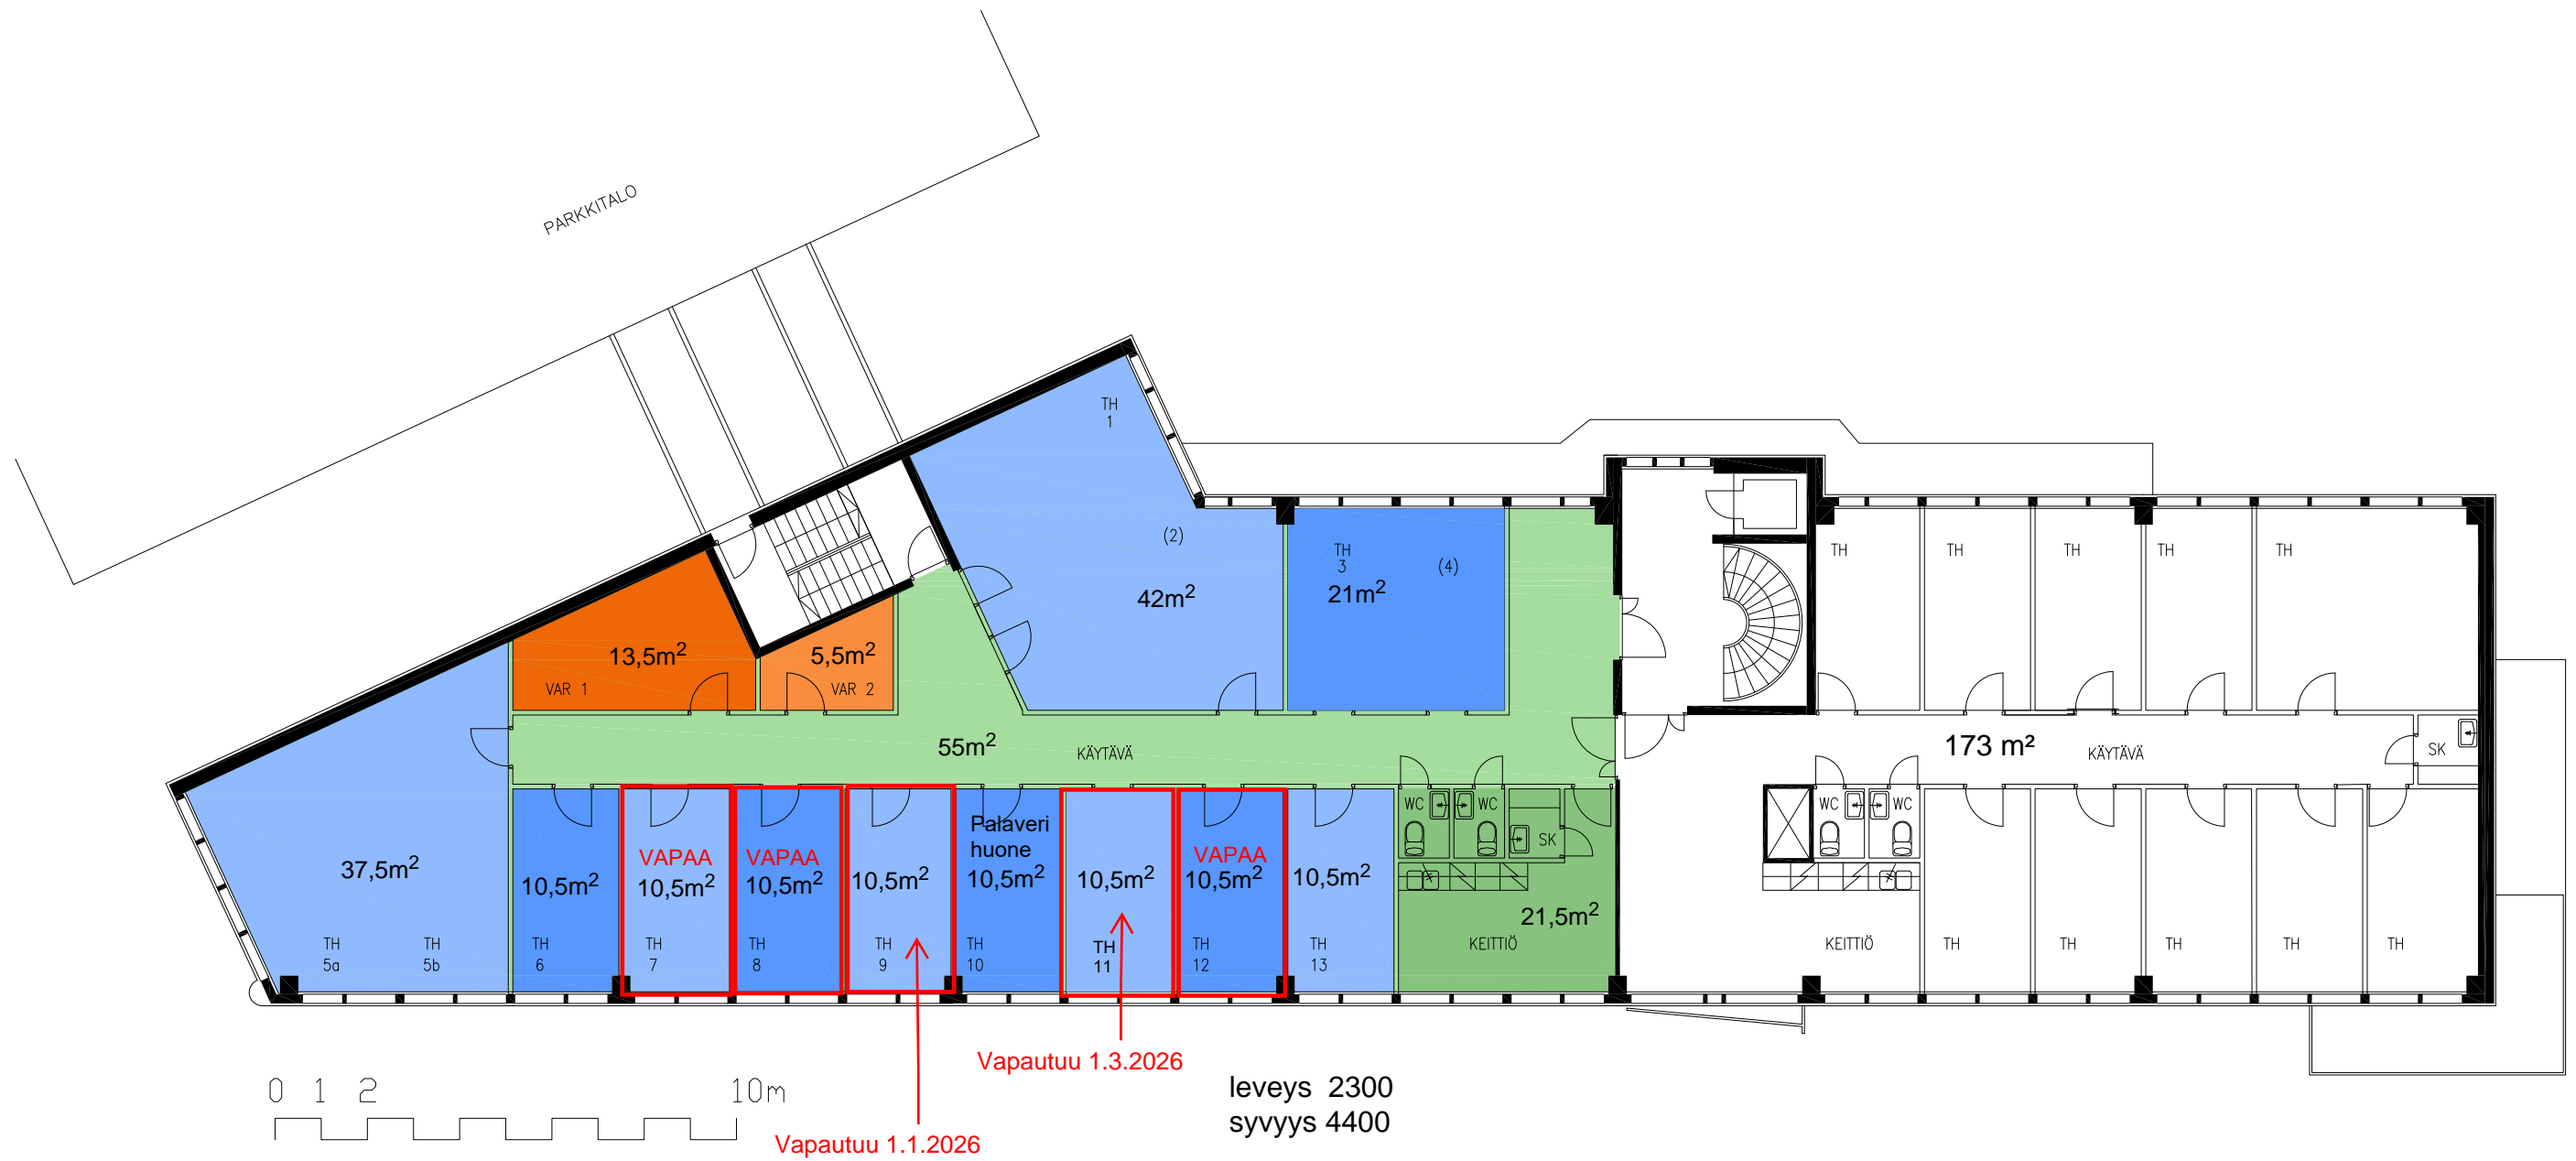 PARKKITALO
TH
1
(2)
42m²
TH
3
(4)
21m²
TH
TH
TH
TH
TH
13,5m²
VAR 1
5,5m²
VAR 2
55m²
KÄYTÄVÄ
173 m²
KÄYTÄVÄ
SK
37,5m²
TH
5a
TH
5b
10,5m²
TH
6
VAPAA
10,5m²
TH
7
VAPAA
10,5m²
TH
8
10,5m²
TH
9
Palaveri
huone
10,5m²
TH
10
10,5m²
TH
11
VAPAA
10,5m²
TH
12
10,5m²
TH
13
WC
WC
SK
21,5m²
KEITTIÖ
WC
WC
KEITTIÖ
TH
TH
TH
TH
TH
Vapautuu 1.3.2026
Vapautuu 1.1.2026
leveys 2300
syvyys 4400
0 1 2 10m